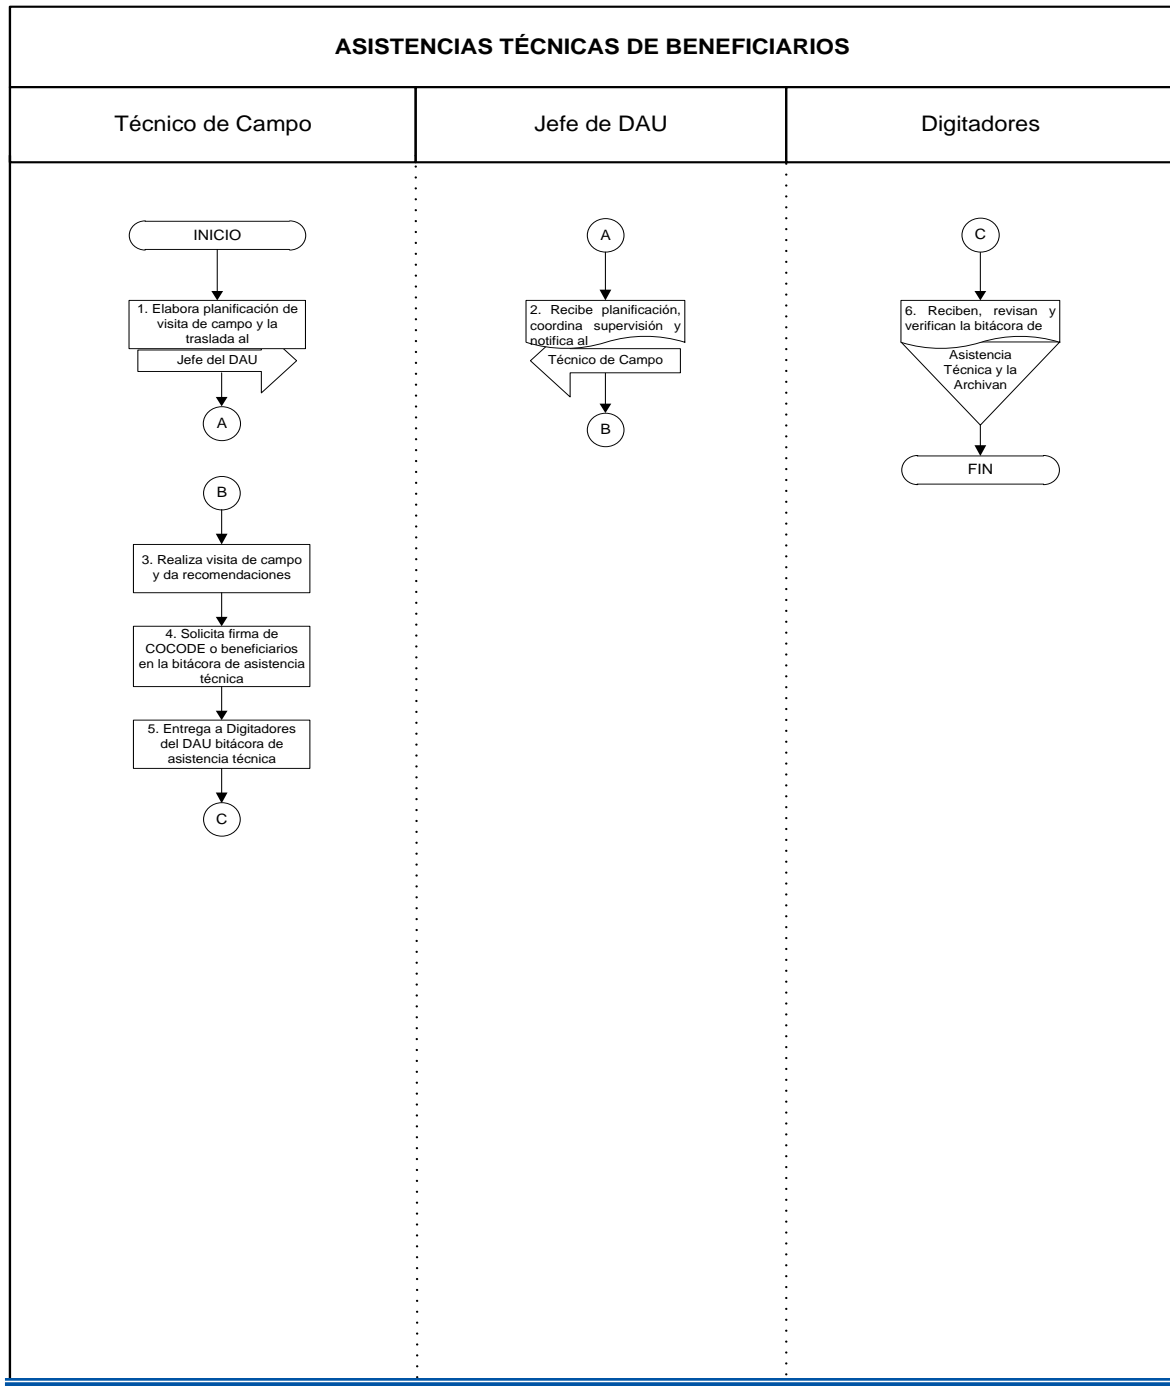 ASISTENCIAS TÉCNICAS DE BENEFICIARIOS
Técnico de Campo
Jefe de DAU
Digitadores
INICIO
1. Elabora planificación de
visita de campo y la
traslada al
Jefe del DAU
A
B
3. Realiza visita de campo
y da recomendaciones
4. Solicita firma de
COCODE o beneficiarios
en la bitácora de asistencia
técnica
5. Entrega a Digitadores
del DAU bitácora de
asistencia técnica
C
A
2. Recibe planificación,
coordina supervisión y
notifica al
Técnico de Campo
B
C
6. Reciben, revisan y
verifican la bitácora de
Asistencia
Técnica y la
Archivan
FIN